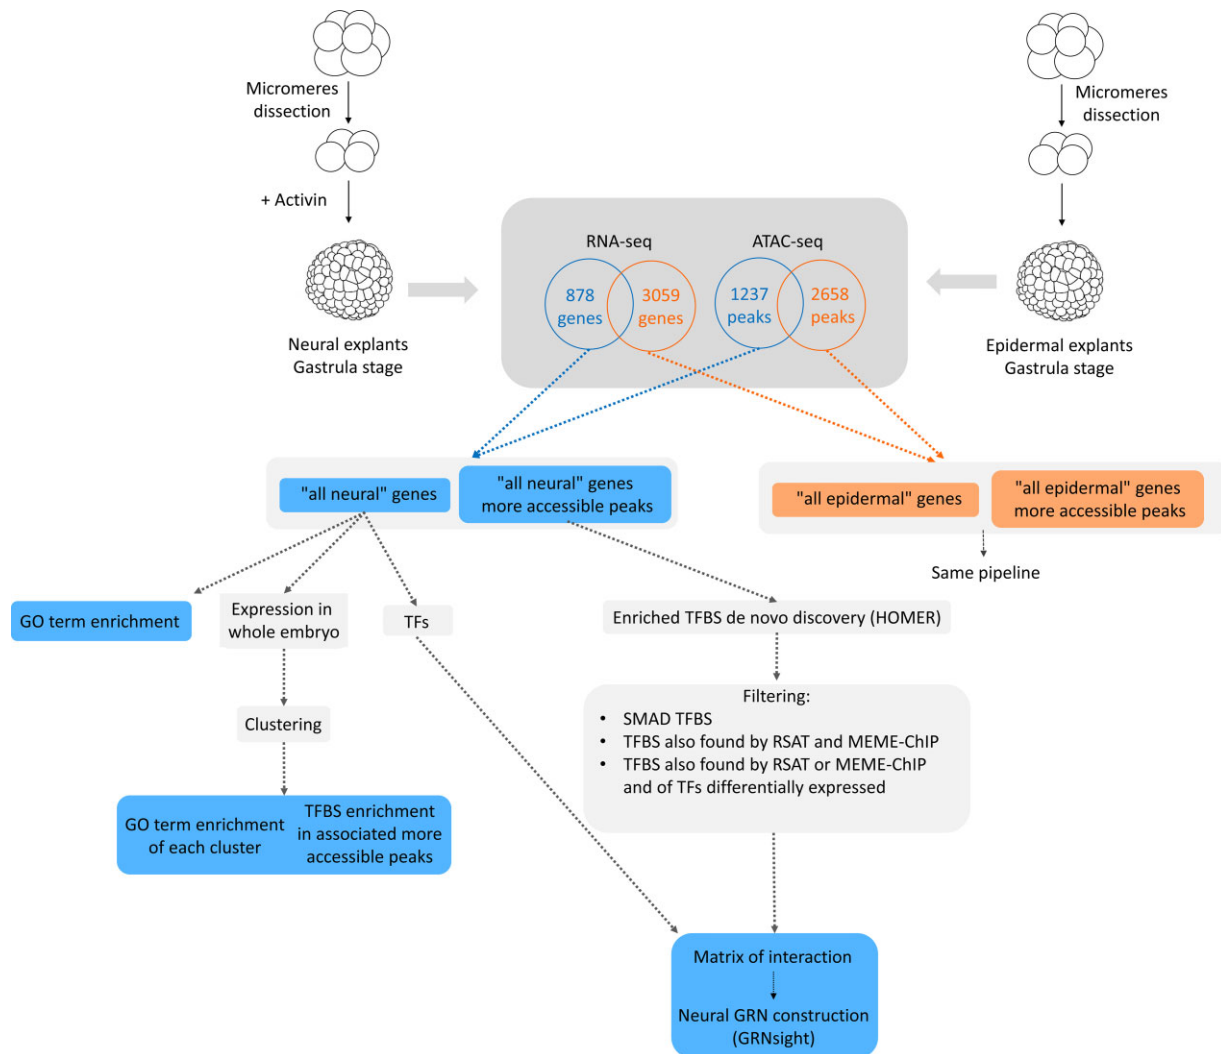 Micromeres
dissection
+ Activin
Neural explants
Gastrula stage
Micromeres
dissection
Epidermal explants
Gastrula stage
RNA-seq
ATAC-seq
878
genes
3059
genes
1237
peaks
2658
peaks
"all neural" genes
"all neural" genes
more accessible peaks
"all epidermal" genes
"all epidermal" genes
more accessible peaks
Same pipeline
GO term enrichment
Expression in
whole embryo
TFs
Enriched TFBS de novo discovery (HOMER)
Clustering
Filtering:
• SMAD TFBS
• TFBS also found by RSAT and MEME-ChIP
• TFBS also found by RSAT or MEME-ChIP
and of TFs differentially expressed
GO term enrichment
of each cluster
TFBS enrichment
in associated more
accessible peaks
Matrix of interaction
Neural GRN construction
(GRNsight)